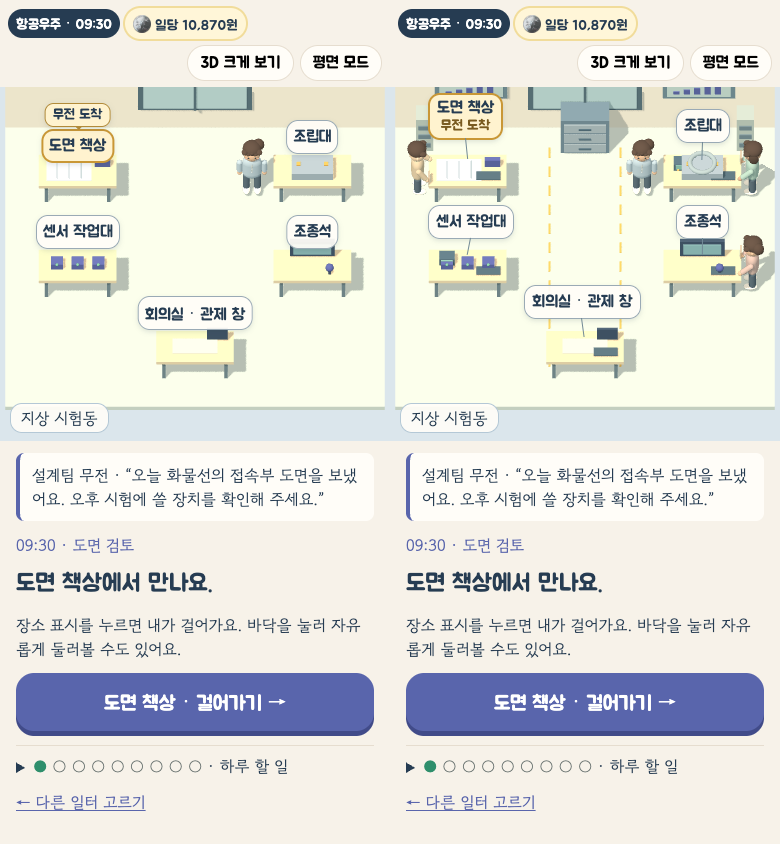 항공우주 · 09:30
일당 10,870원
3D 크게 보기
평면 모드
무전 도착
도면 책상
조립대
센서 작업대
조종석
회의실 · 관제 창
지상 시험동
설계팀 무전 · “오늘 화물선의 접속부 도면을 보냈
어요. 오후 시험에 쓸 장치를 확인해 주세요.”
09:30 · 도면 검토
도면 책상에서 만나요.
장소 표시를 누르면 내가 걸어가요. 바닥을 눌러 자유
롭게 둘러볼 수도 있어요.
도면 책상 · 걸어가기 →
▶ ● ○ ○ ○ ○ ○ ○ ○ ○ ○ · 하루 할 일
← 다른 일터 고르기
항공우주 · 09:30
일당 10,870원
3D 크게 보기
평면 모드
도면 책상
무전 도착
조립대
센서 작업대
조종석
회의실 · 관제 창
지상 시험동
설계팀 무전 · “오늘 화물선의 접속부 도면을 보냈
어요. 오후 시험에 쓸 장치를 확인해 주세요.”
09:30 · 도면 검토
도면 책상에서 만나요.
장소 표시를 누르면 내가 걸어가요. 바닥을 눌러 자유
롭게 둘러볼 수도 있어요.
도면 책상 · 걸어가기 →
▶ ● ○ ○ ○ ○ ○ ○ ○ ○ ○ · 하루 할 일
← 다른 일터 고르기